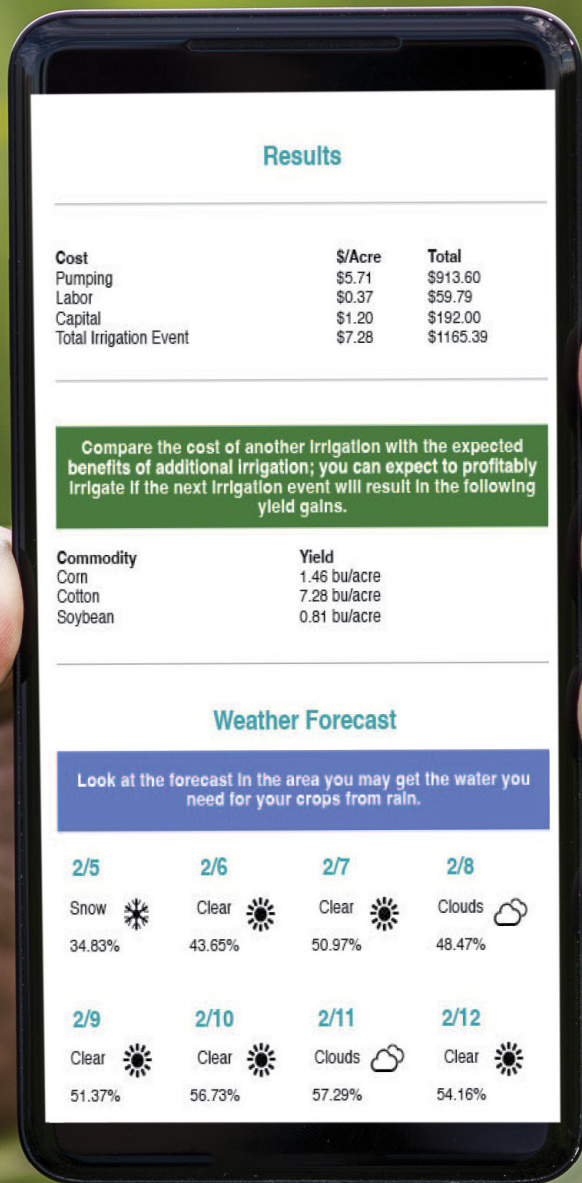 Results
Cost $/Acre Total
Pumping $5.71 $913.60
Labor $0.37 $59.79
Capital $1.20 $192.00
Total Irrigation Event $7.28 $1165.39
Compare the cost of another irrigation with the expected
benefits of additional irrigation; you can expect to profitably
irrigate if the next irrigation event will result in the following
yield gains.
Commodity Yield
Corn 1.46 bu/acre
Cotton 7.28 bu/acre
Soybean 0.81 bu/acre
Weather Forecast
Look at the forecast in the area you may get the water you
need for your crops from rain.
2/5 2/6 2/7 2/8
Snow Clear Clear Clouds
34.83% 43.65% 50.97% 48.47%
2/9 2/10 2/11 2/12
Clear Clear Clouds Clear
51.37% 56.73% 57.29% 54.16%